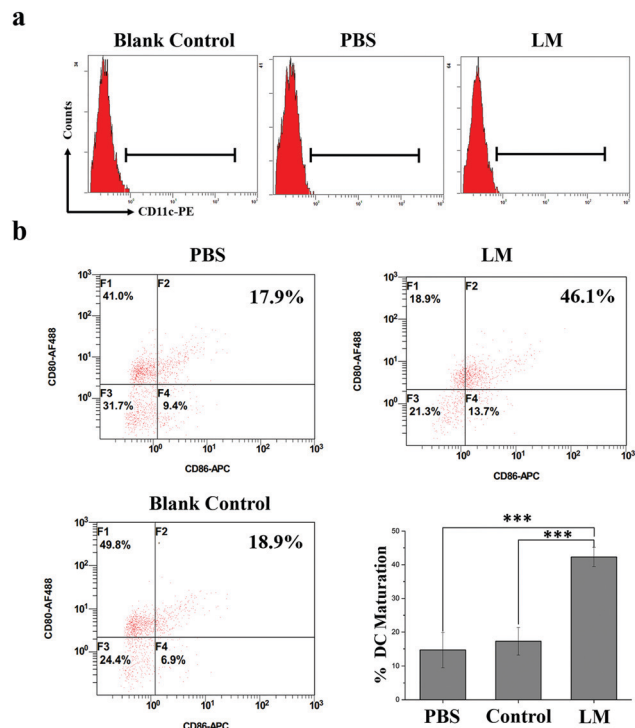 a
Blank Control PBS LM
Counts
CD11c-PE
b
PBS
F1
F2
41.0%
17.9%
F3
F4
31.7%
9.4%
CD80-AF488
10³
10²
10¹
10⁰
10⁰ 10¹ 10² 10³
CD86-APC
LM
F1
F2
18.9%
46.1%
F3
F4
21.3%
13.7%
CD80-AF488
10³
10²
10¹
10⁰
10⁰ 10¹ 10² 10³
CD86-APC
Blank Control
F1
F2
49.8%
18.9%
F3
F4
24.4%
6.9%
CD80-AF488
10³
10²
10¹
10⁰
10⁰ 10¹ 10² 10³
CD86-APC
***
***
% DC Maturation
50
40
30
20
10
0
PBS Control LM